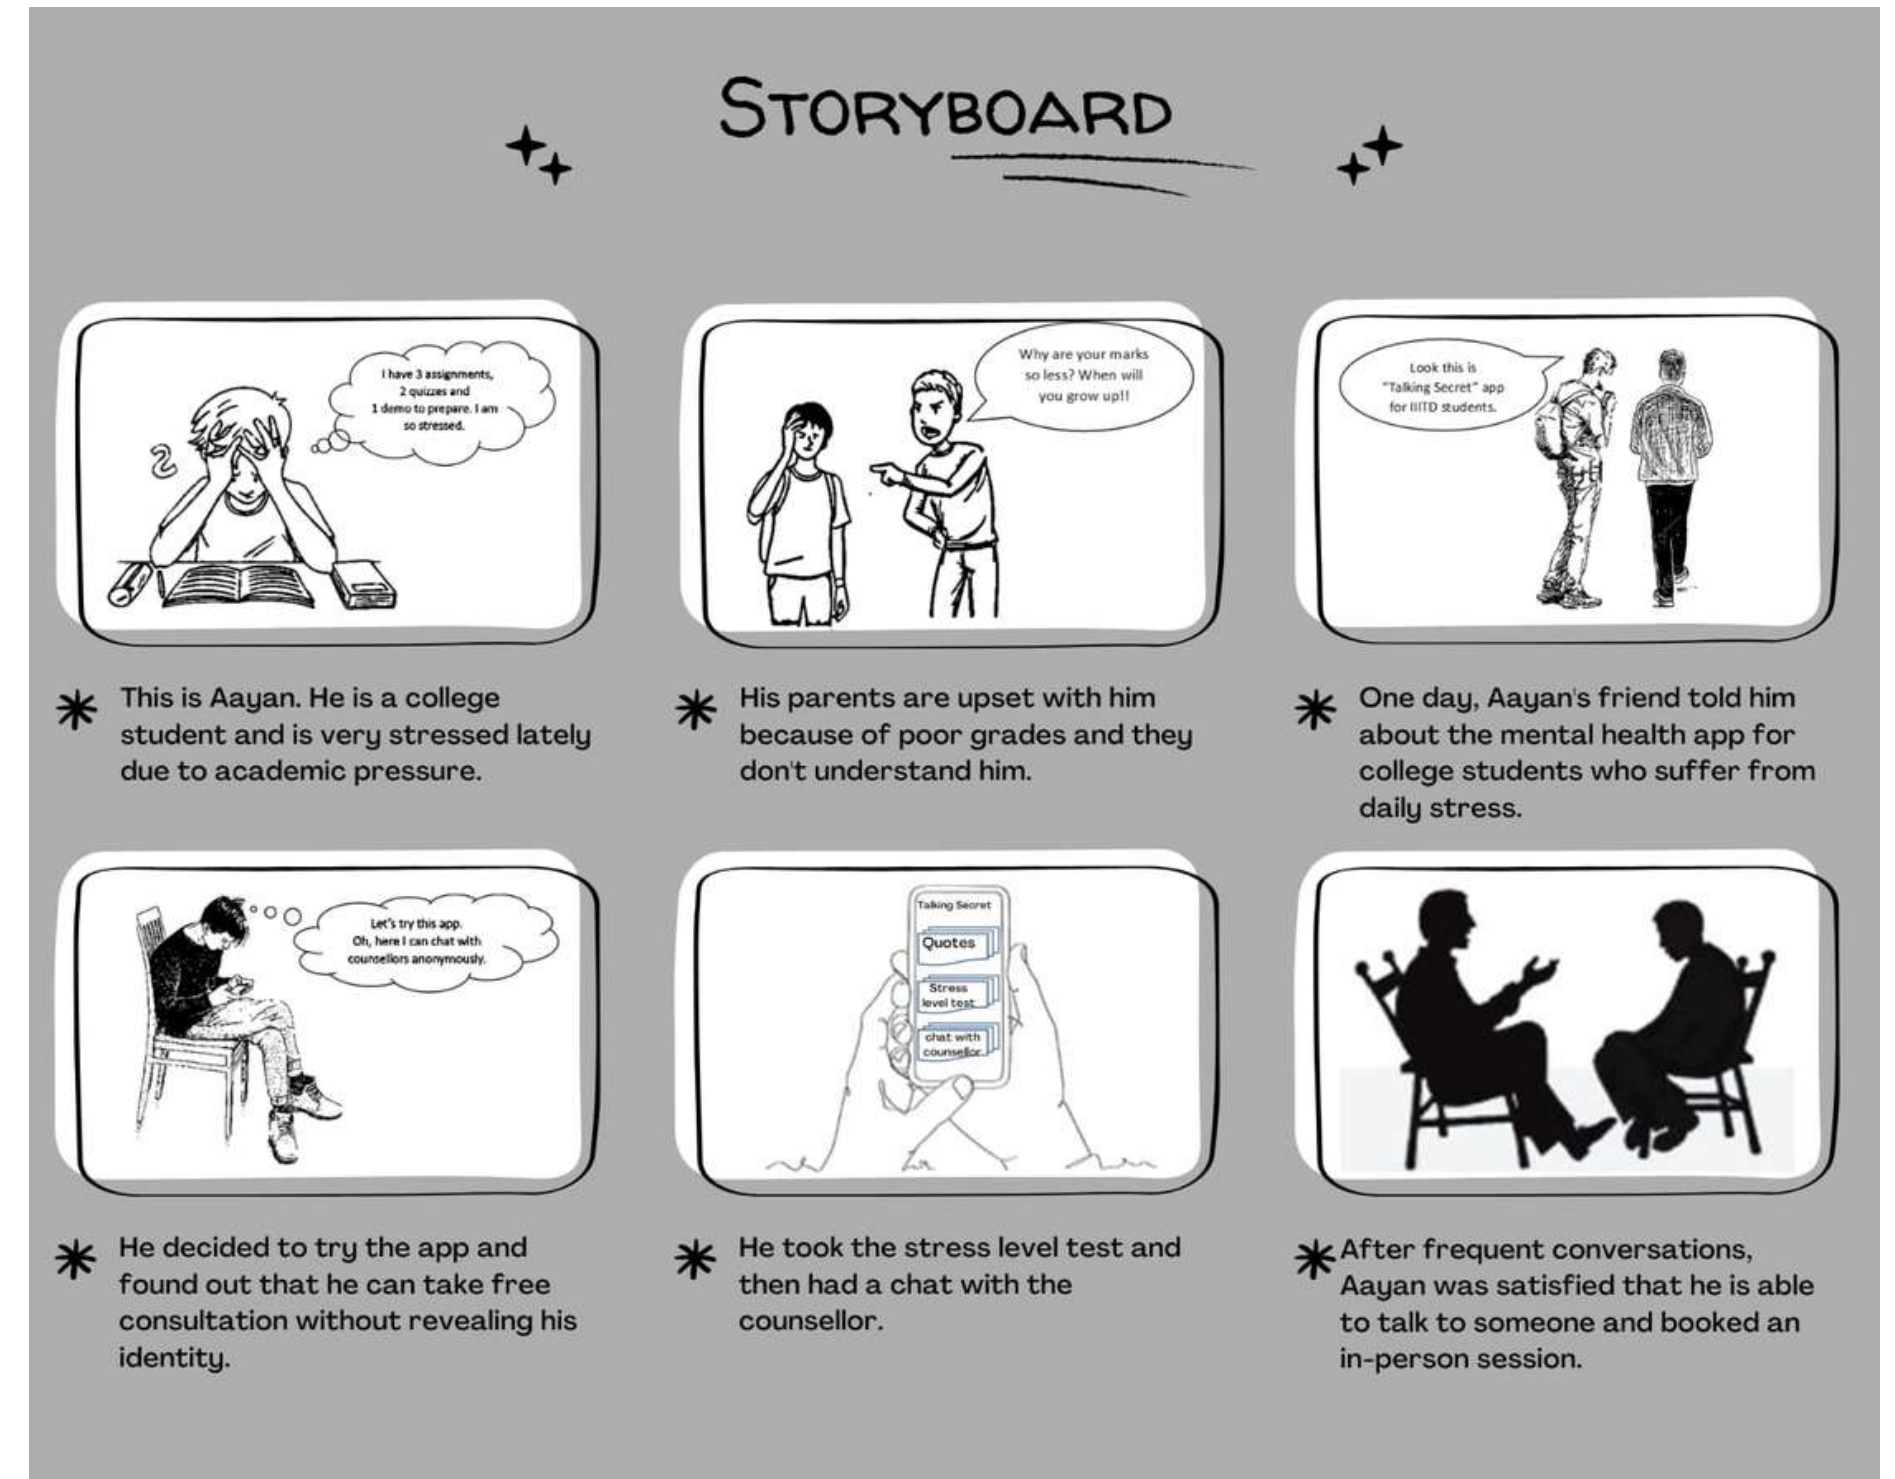 STORYBOARD
I have 3 assignments,
2 quizzes and
1 demo to prepare. I am
so stressed.
This is Aayan. He is a college
student and is very stressed lately
due to academic pressure.
Why are your marks
so less? When will
you grow up!!
His parents are upset with him
because of poor grades and they
don't understand him.
Look this is
"Talking Secret" app
for IIITD students.
One day, Aayan's friend told him
about the mental health app for
college students who suffer from
daily stress.
Let's try this app.
Oh, here I can chat with
counsellors anonymously.
He decided to try the app and
found out that he can take free
consultation without revealing his
identity.
Talking Secret
Quotes
Stress
level test
chat with
counsellor
He took the stress level test and
then had a chat with the
counsellor.
After frequent conversations,
Aayan was satisfied that he is able
to talk to someone and booked an
in-person session.